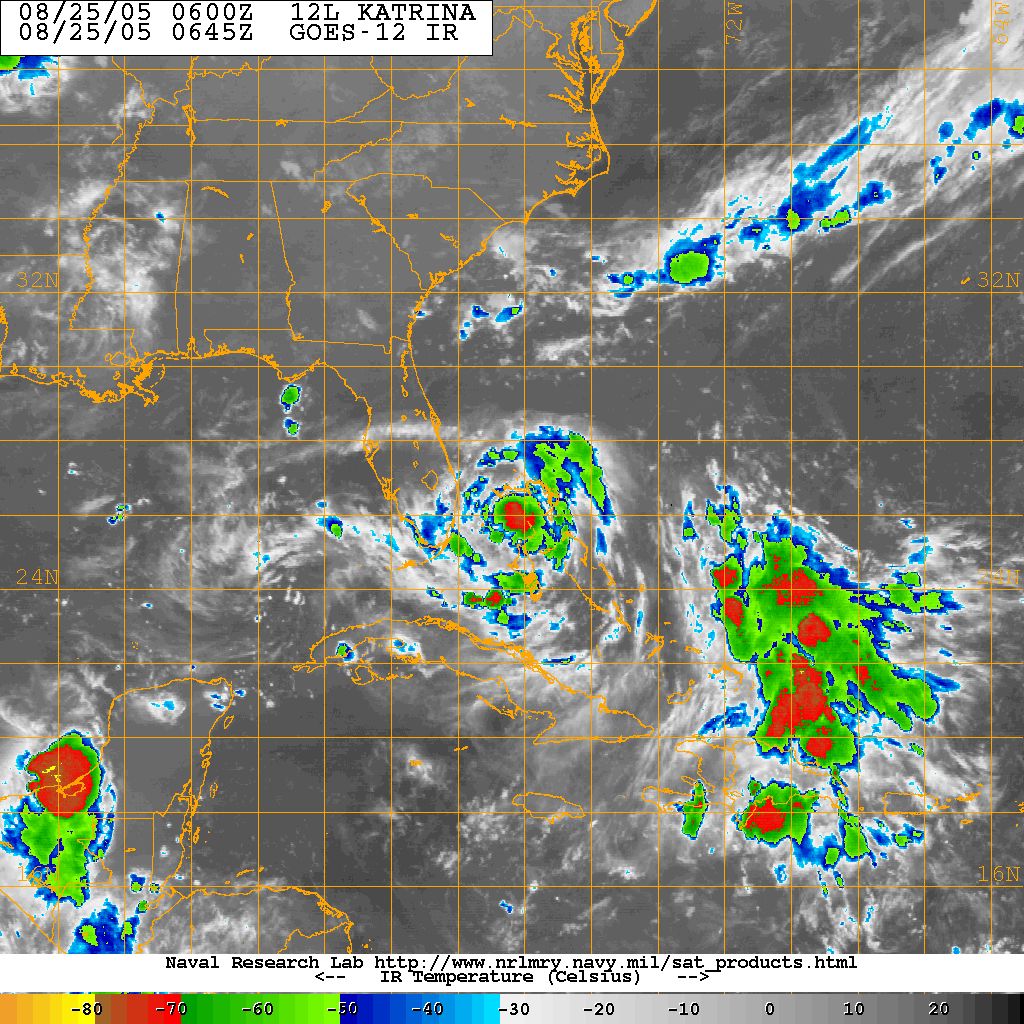 08/25/05 0600Z 12L KATRINA
08/25/05 0645Z GOES-12 IR
72W
64W
32N
32N
24N
16N
Naval Research Lab http://www.nrlmry.navy.mil/sat_products.html
<-- IR Temperature (Celsius) -->
-80 -70 -60 -50 -40 -30 -20 -10 0 10 20